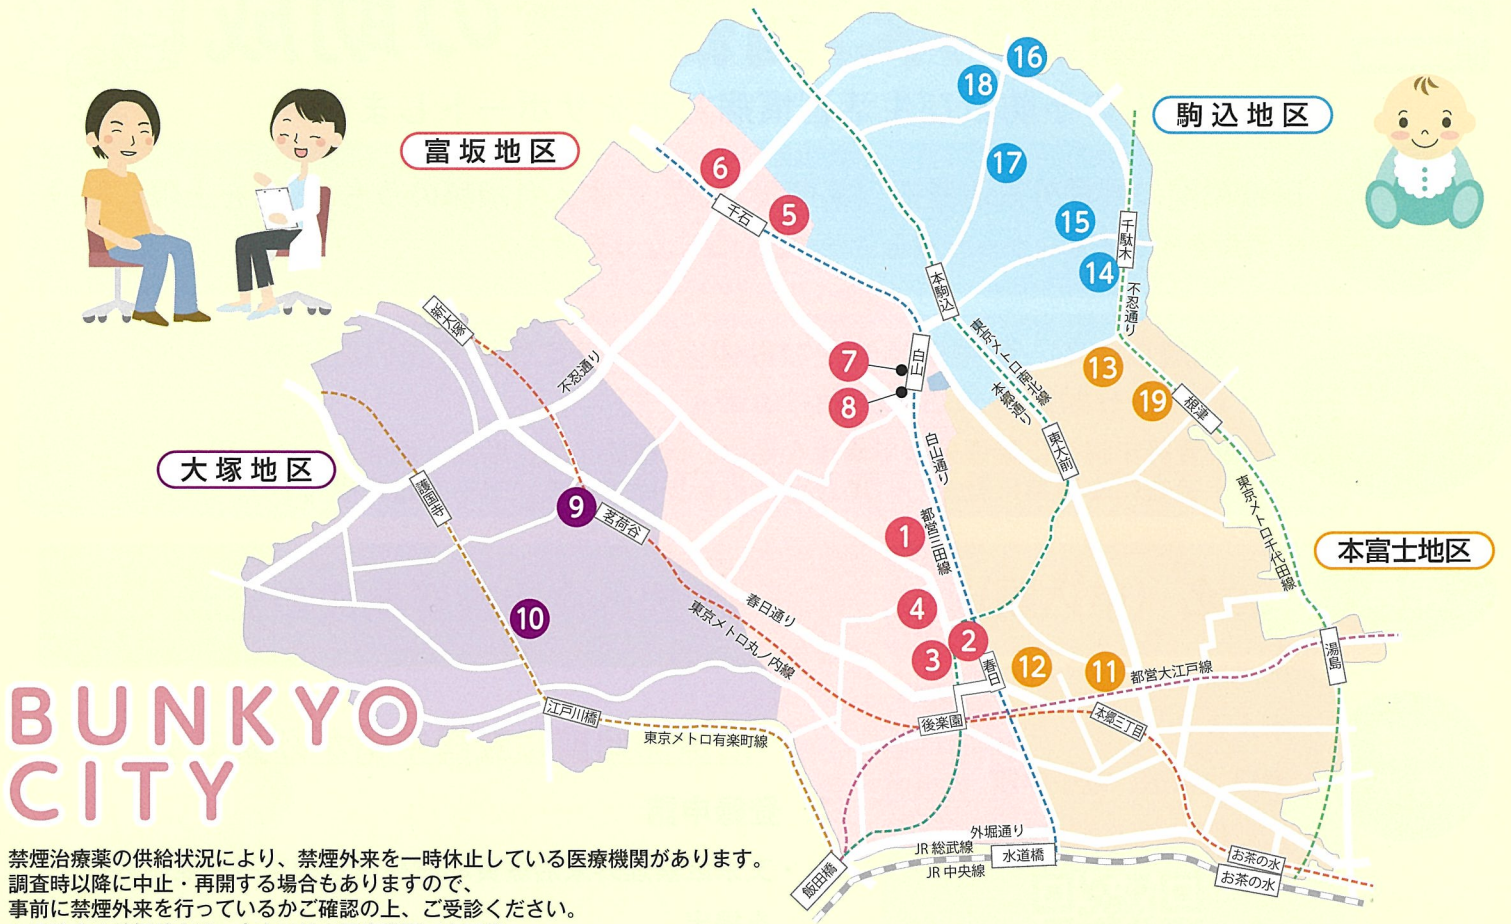 富坂地区
駒込地区
大塚地区
本富士地区
16
18
17
15
14
6
5
7
8
13
19
9
10
1
4
2
3
12
11
千石
千駄木
本駒込
不忍通り
新大塚
白山
東京メトロ南北線
本郷通り
不忍通り
根津
東大前
白山通り
護国寺
茗荷谷
都営三田線
東京メトロ千代田線
春日通り
東京メトロ丸ノ内線
春日
湯島
都営大江戸線
江戸川橋
後楽園
本郷三丁目
東京メトロ有楽町線
外堀通り
JR 総武線
水道橋
JR 中央線
飯田橋
お茶の水
お茶の水
BUNKYO
CITY
禁煙治療薬の供給状況により、禁煙外来を一時休止している医療機関があります。
調査時以降に中止・再開する場合もありますので、
事前に禁煙外来を行っているかご確認の上、ご受診ください。